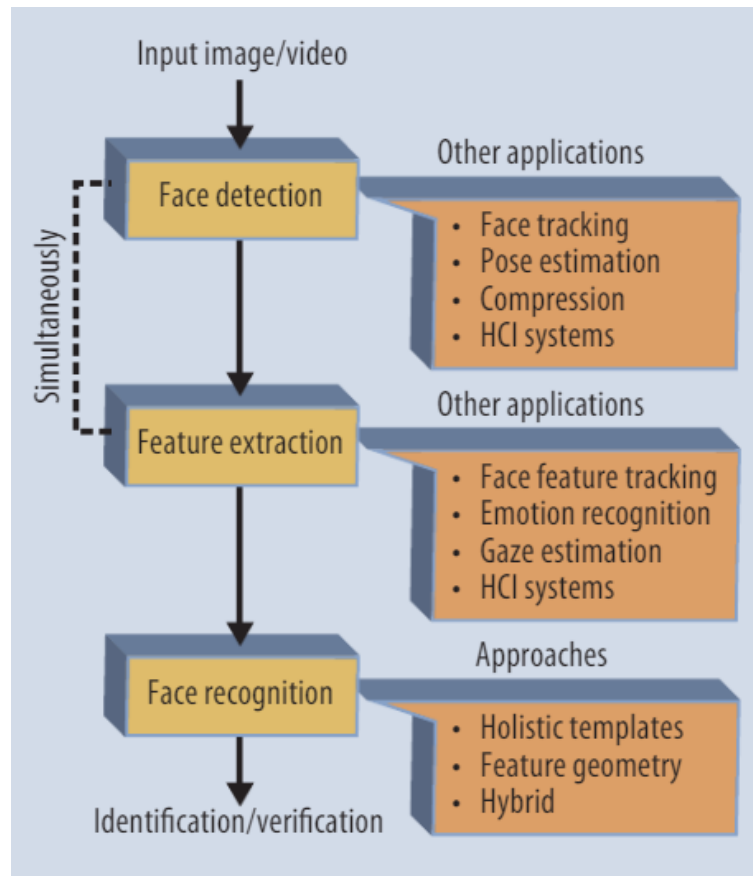 Input image/video
Face detection
Other applications
• Face tracking
• Pose estimation
• Compression
• HCI systems
Simultaneously
Feature extraction
Other applications
• Face feature tracking
• Emotion recognition
• Gaze estimation
• HCI systems
Face recognition
Approaches
• Holistic templates
• Feature geometry
• Hybrid
Identification/verification